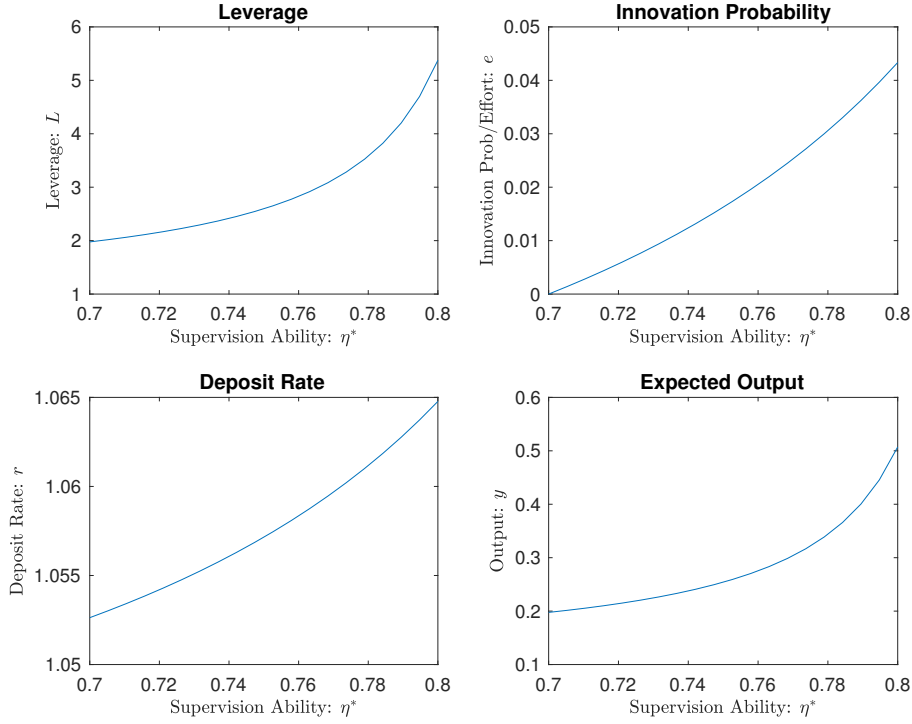 Leverage
6
5
4
3
2
1
Leverage: L
0.7 0.72 0.74 0.76 0.78 0.8
Supervision Ability: η*
Innovation Probability
0.05
0.04
0.03
0.02
0.01
0
Innovation Prob/Effort: e
0.7 0.72 0.74 0.76 0.78 0.8
Supervision Ability: η*
Deposit Rate
1.065
1.06
1.055
1.05
Deposit Rate: r
0.7 0.72 0.74 0.76 0.78 0.8
Supervision Ability: η*
Expected Output
0.6
0.5
0.4
0.3
0.2
0.1
Output: y
0.7 0.72 0.74 0.76 0.78 0.8
Supervision Ability: η*